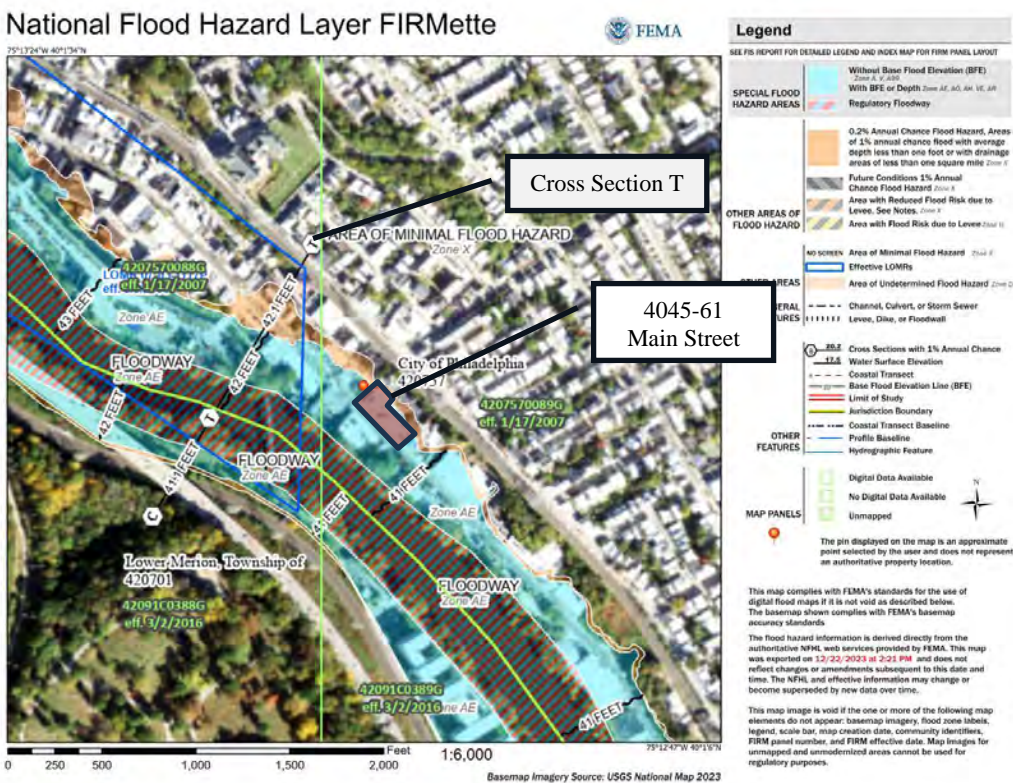 National Flood Hazard Layer FIRMette
FEMA
75°13'24"W 40°1'34"N
Cross Section T
T
AREA OF MINIMAL FLOOD HAZARD
Zone X
4207570088G
eff. 1/17/2007
43 FEET
42.1 FEET
Zone AE
42 FEET
4045-61
Main Street
City of Philadelphia
4207570089G
eff. 1/17/2007
FLOODWAY
Zone AE
42 FEET
T
41.1 FEET
C
FLOODWAY
Zone AE
41 FEET
Zone AE
Lower Merion, Township of
420701
42091C0388G
eff. 3/2/2016
FLOODWAY
Zone AE
42091C0389G
eff. 3/2/2016
41 FEET
75°12'47"W 40°1'6"N
Feet
1:6,000
0 250 500 1,000 1,500 2,000
Basemap Imagery Source: USGS National Map 2023
Legend
SEE FIS REPORT FOR DETAILED LEGEND AND INDEX MAP FOR FIRM PANEL LAYOUT
SPECIAL FLOOD
HAZARD AREAS
Without Base Flood Elevation (BFE)
Zone A, V, A99
With BFE or Depth Zone AE, AO, AH, VE, AR
Regulatory Floodway
OTHER AREAS OF
FLOOD HAZARD
0.2% Annual Chance Flood Hazard, Areas
of 1% annual chance flood with average
depth less than one foot or with drainage
areas of less than one square mile Zone X
Future Conditions 1% Annual
Chance Flood Hazard Zone X
Area with Reduced Flood Risk due to
Levee. See Notes. Zone X
Area with Flood Risk due to Levee Zone D
NO SCREEN Area of Minimal Flood Hazard Zone X
Effective LOMRs
Area of Undetermined Flood Hazard Zone D
Channel, Culvert, or Storm Sewer
Levee, Dike, or Floodwall
OTHER
FEATURES
20.2 Cross Sections with 1% Annual Chance
17.5 Water Surface Elevation
Coastal Transect
Base Flood Elevation Line (BFE)
Limit of Study
Jurisdiction Boundary
Coastal Transect Baseline
Profile Baseline
Hydrographic Feature
MAP PANELS
Digital Data Available
No Digital Data Available
Unmapped
N
The pin displayed on the map is an approximate
point selected by the user and does not represent
an authoritative property location.
This map complies with FEMA's standards for the use of
digital flood maps if it is not void as described below.
The basemap shown complies with FEMA's basemap
accuracy standards
The flood hazard information is derived directly from the
authoritative NFHL web services provided by FEMA. This map
was exported on 12/22/2023 at 2:21 PM and does not
reflect changes or amendments subsequent to this date and
time. The NFHL and effective information may change or
become superseded by new data over time.
This map image is void if the one or more of the following map
elements do not appear: basemap imagery, flood zone labels,
legend, scale bar, map creation date, community identifiers,
FIRM panel number, and FIRM effective date. Map images for
unmapped and unmodernized areas cannot be used for
regulatory purposes.